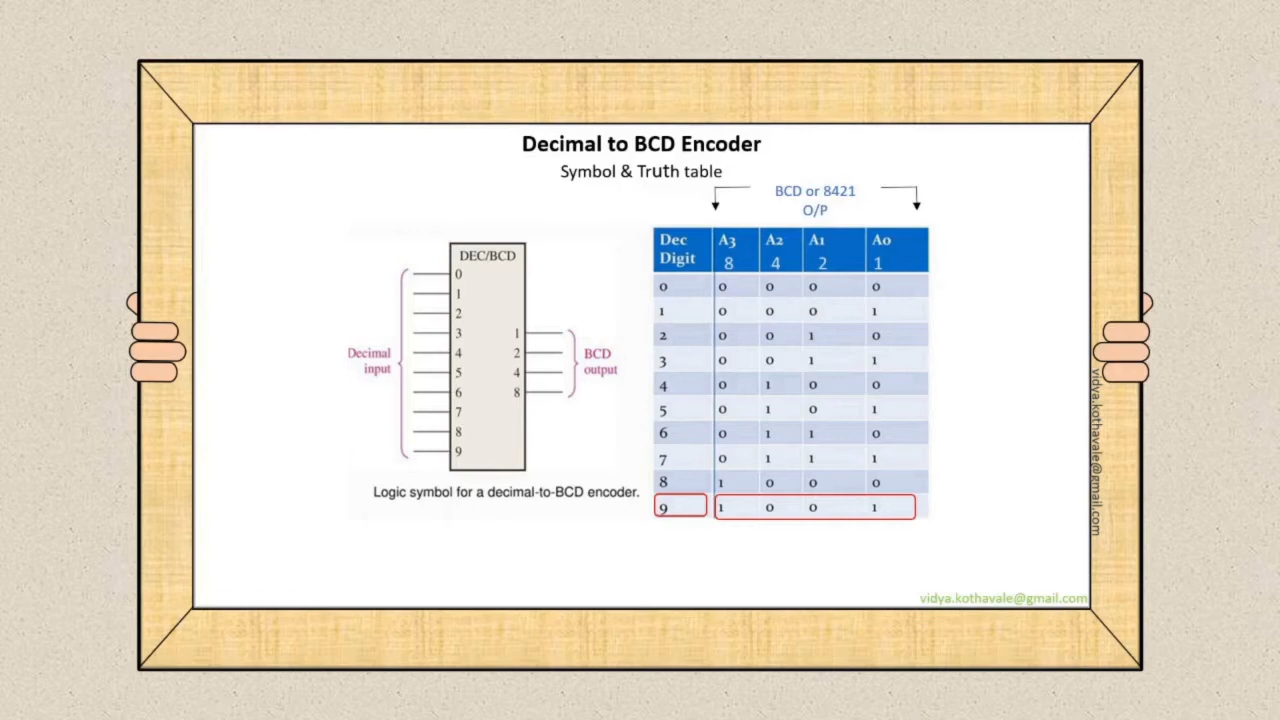 Decimal to BCD Encoder
Symbol & Truth table
BCD or 8421
O/P
DEC/BCD
0
1
2
3
4
5
6
7
8
9
1
2
4
8
Decimal
input
BCD
output
Logic symbol for a decimal-to-BCD encoder.
Dec Digit A3 8 A2 4 A1 2 A0 1
0 0 0 0 0
1 0 0 0 1
2 0 0 1 0
3 0 0 1 1
4 0 1 0 0
5 0 1 0 1
6 0 1 1 0
7 0 1 1 1
8 1 0 0 0
9 1 0 0 1
vidya.kothavale@gmail.com
vidya.kothavale@gmail.com